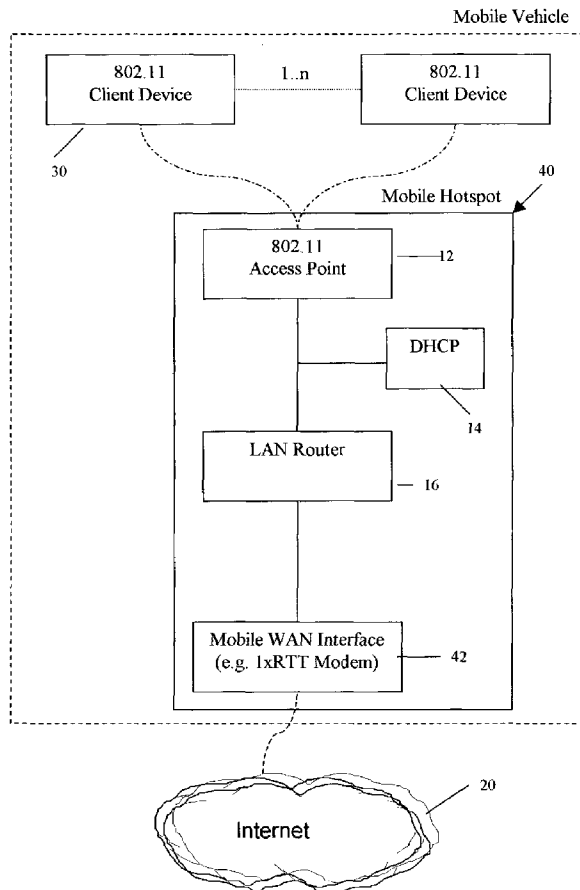 Mobile Vehicle
802.11
Client Device
1..n
802.11
Client Device
30
40
Mobile Hotspot
802.11
Access Point
12
DHCP
14
LAN Router
16
Mobile WAN Interface
(e.g. 1xRTT Modem)
42
20
Internet